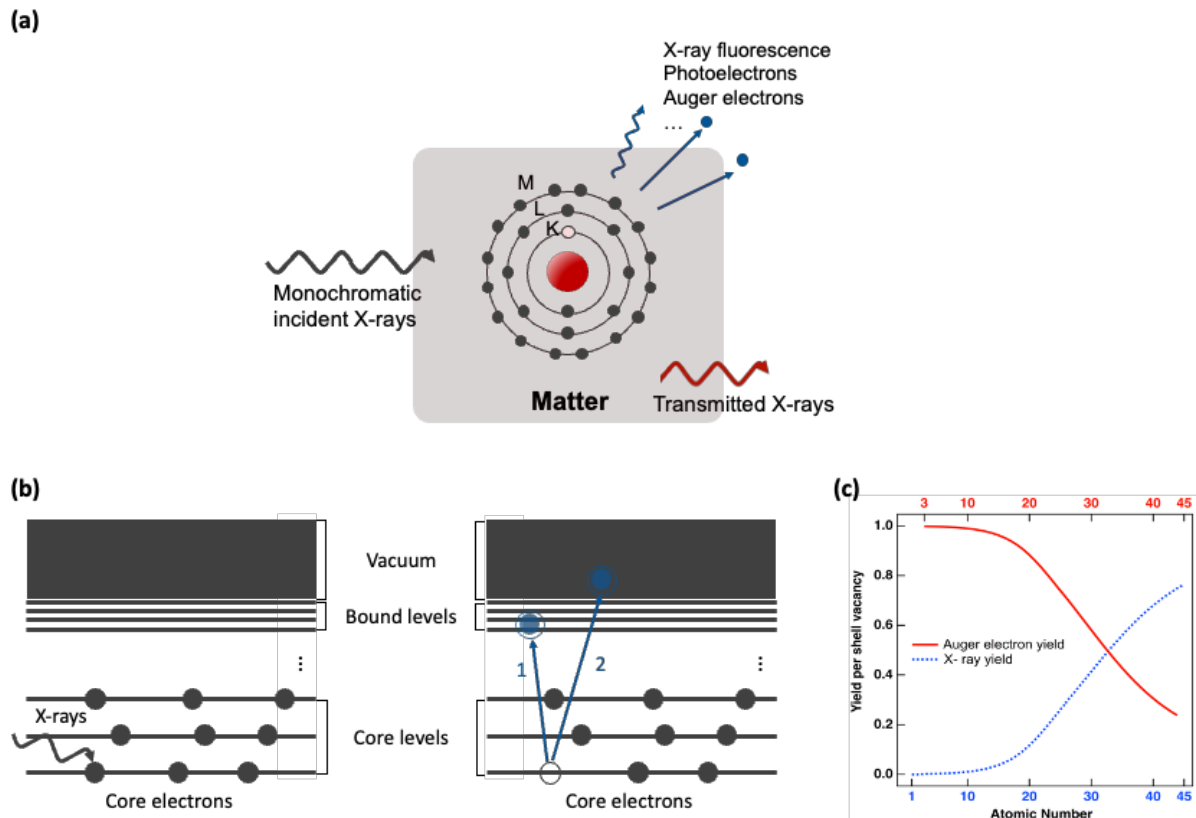 (a)
X-ray fluorescence
Photoelectrons
Auger electrons
...
M
L
K
Monochromatic
incident X-rays
Matter
Transmitted X-rays
(b)
Vacuum
Bound levels
...
X-rays
Core levels
Core electrons
1
2
...
Core electrons
(c)
3 10 20 30 40 45
Yield per shell vacancy
1.0
0.8
0.6
0.4
0.2
0.0
Auger electron yield
X- ray yield
1 10 20 30 40 45
Atomic Number